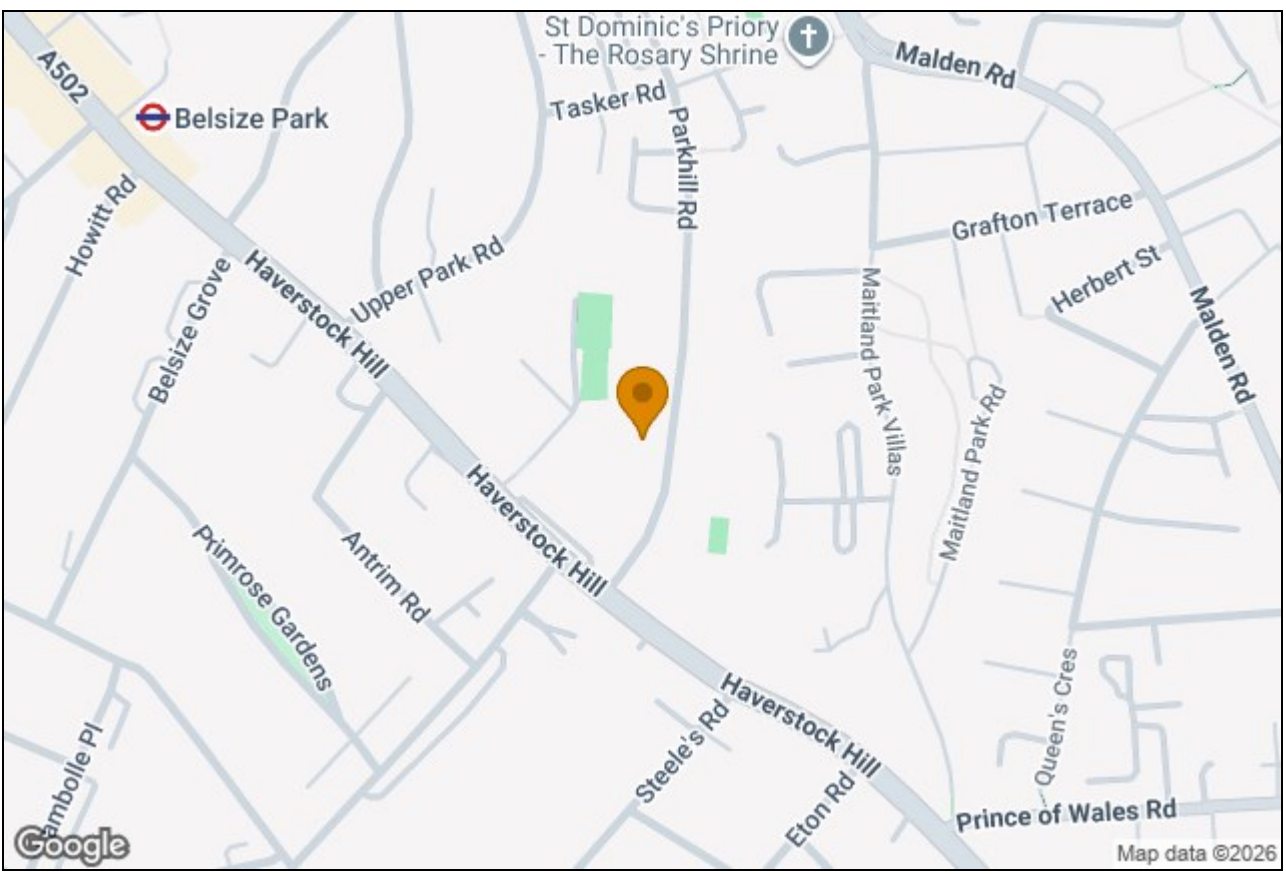 St Dominic's Priory
- The Rosary Shrine
A502
Malden Rd
Tasker Rd
Belsize Park
Parkhill Rd
Howitt Rd
Grafton Terrace
Upper Park Rd
Herbert St
Belsize Grove
Haverstock Hill
Maitland Park Villas
Malden Rd
Maitland Park Rd
Haverstock Hill
Primrose Gardens
Antrim Rd
Queen's Cres
Haverstock Hill
Steele's Rd
ambolle Pl
Eton Rd
Prince of Wales Rd
Google
Map data ©2026